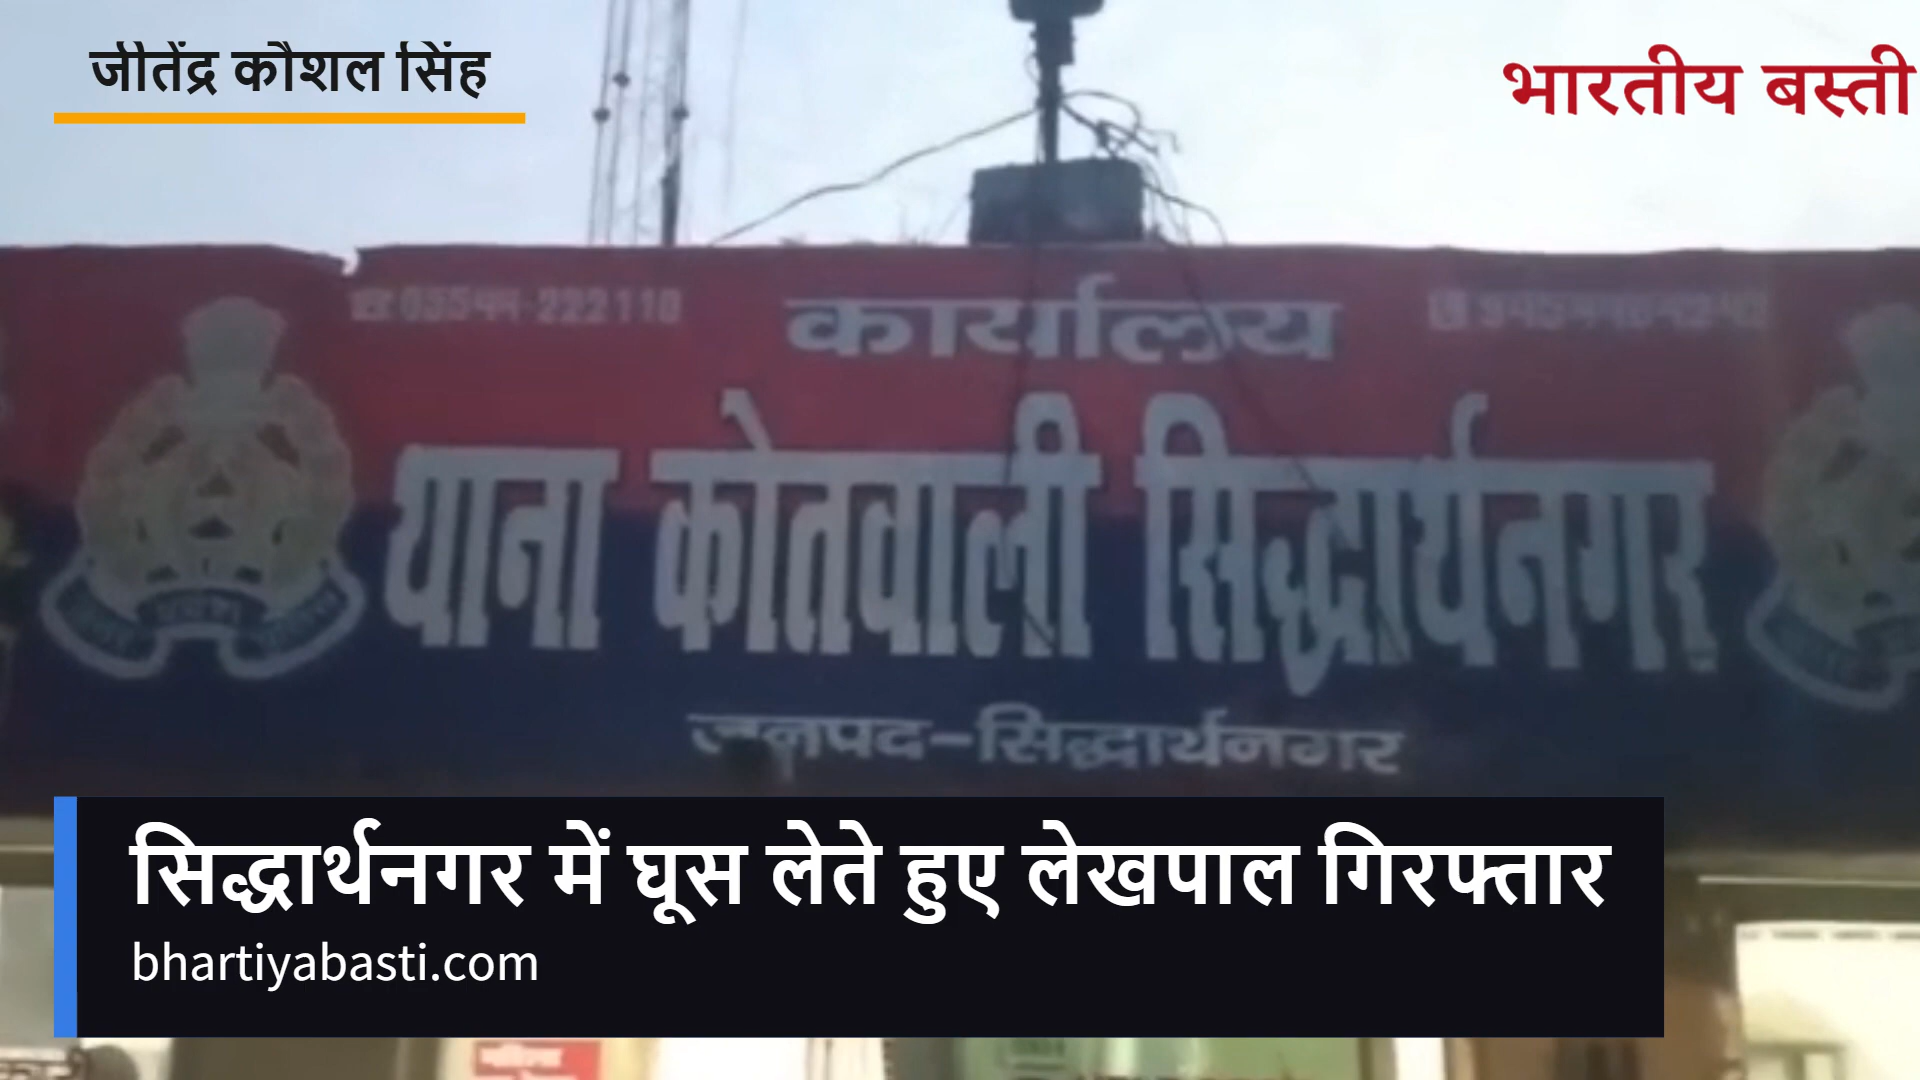 जीतेंद्र कौशल सिंह
भारतीय बस्ती
कार्यालय
थाना कोतवाली सिद्धार्थनगर
जनपद-सिद्धार्थनगर
सिद्धार्थनगर में घूस लेते हुए लेखपाल गिरफ्तार
bhartiyabasti.com